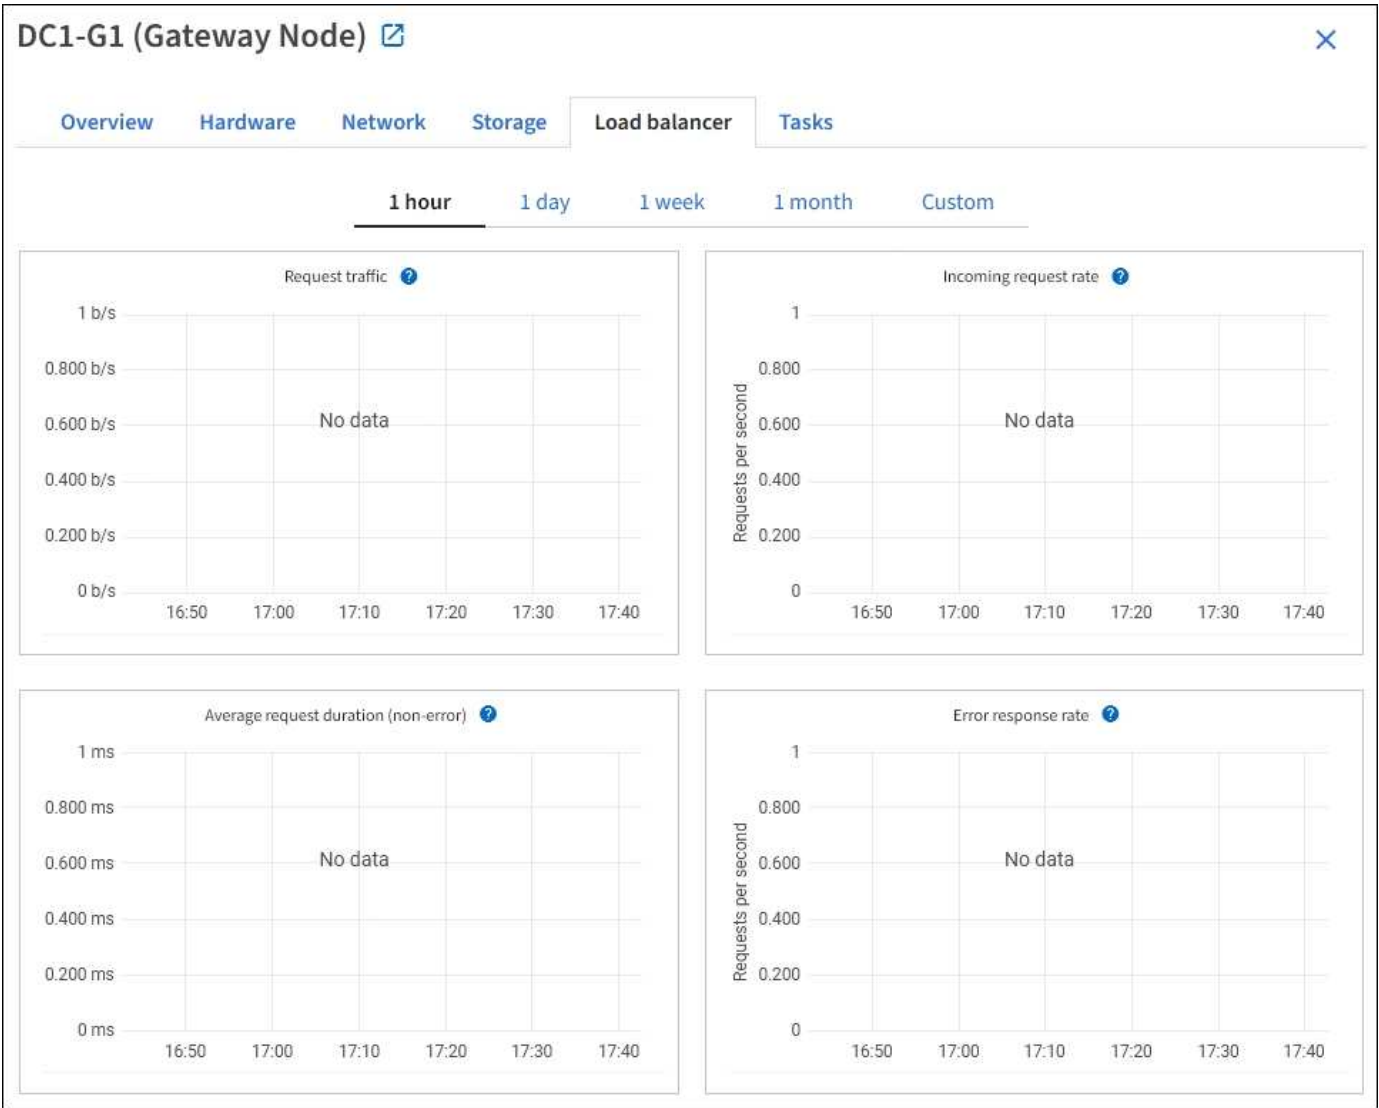 DC1-G1 (Gateway Node)
Overview Hardware Network Storage Load balancer Tasks
1 hour 1 day 1 week 1 month Custom
Request traffic ?
1 b/s
0.800 b/s
0.600 b/s
0.400 b/s
0.200 b/s
0 b/s
No data
16:50 17:00 17:10 17:20 17:30 17:40
Incoming request rate ?
Requests per second
1
0.800
0.600
0.400
0.200
0
No data
16:50 17:00 17:10 17:20 17:30 17:40
Average request duration (non-error) ?
1 ms
0.800 ms
0.600 ms
0.400 ms
0.200 ms
0 ms
No data
16:50 17:00 17:10 17:20 17:30 17:40
Error response rate ?
Requests per second
1
0.800
0.600
0.400
0.200
0
No data
16:50 17:00 17:10 17:20 17:30 17:40